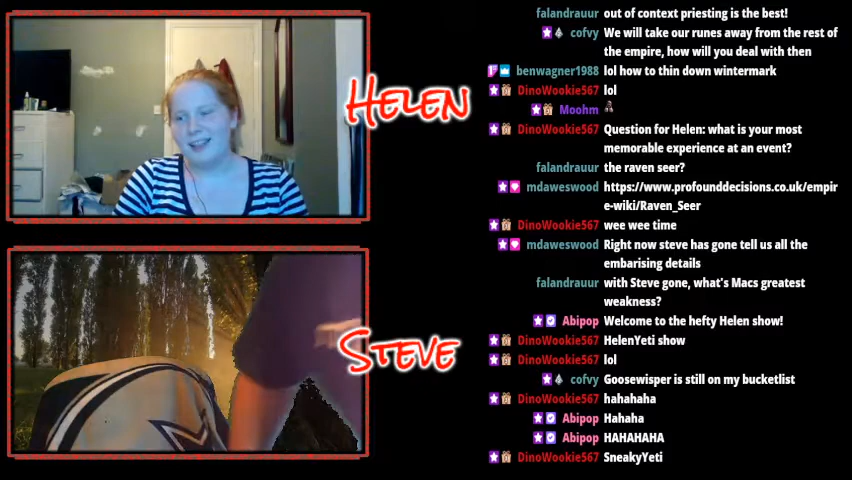 HELEN
STEVE
falandrauur out of context priesting is the best!
cofvy We will take our runes away from the rest of
the empire, how will you deal with then
benwagner1988 lol how to thin down wintermark
DinoWookie567 lol
Moohm
DinoWookie567 Question for Helen: what is your most
memorable experience at an event?
falandrauur the raven seer?
mdaweswood https://www.profounddecisions.co.uk/empir
e-wiki/Raven_Seer
DinoWookie567 wee wee time
mdaweswood Right now steve has gone tell us all the
embarising details
falandrauur with Steve gone, what's Macs greatest
weakness?
Abipop Welcome to the hefty Helen show!
DinoWookie567 HelenYeti show
DinoWookie567 lol
cofvy Goosewisper is still on my bucketlist
DinoWookie567 hahahaha
Abipop Hahaha
Abipop HAHAHAHA
DinoWookie567 SneakyYeti